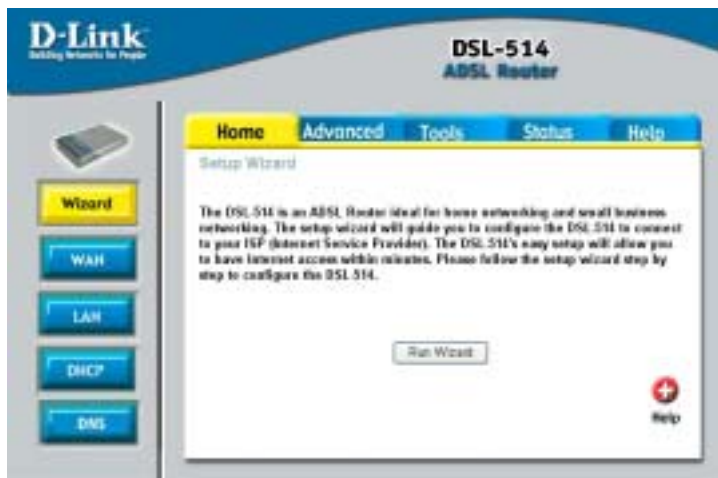 D-Link
Building Networks for People
DSL-514
ADSL Router
Home
Advanced
Tools
Status
Help
Setup Wizard
Wizard
WAN
LAN
DHCP
DNS
The DSL-514 is an ADSL Router ideal for home networking and small business
networking. The setup wizard will guide you to configure the DSL-514 to connect
to your ISP (Internet Service Provider). The DSL-514's easy setup will allow you
to have Internet access within minutes. Please follow the setup wizard step by
step to configure the DSL-514.
Run Wizard
Help